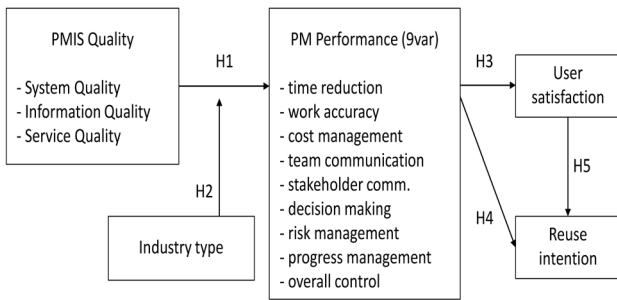 PMIS Quality
- System Quality
- Information Quality
- Service Quality
H1
H2
Industry type
PM Performance (9var)
- time reduction
- work accuracy
- cost management
- team communication
- stakeholder comm.
- decision making
- risk management
- progress management
- overall control
H3
H4
User
satisfaction
H5
Reuse
intention